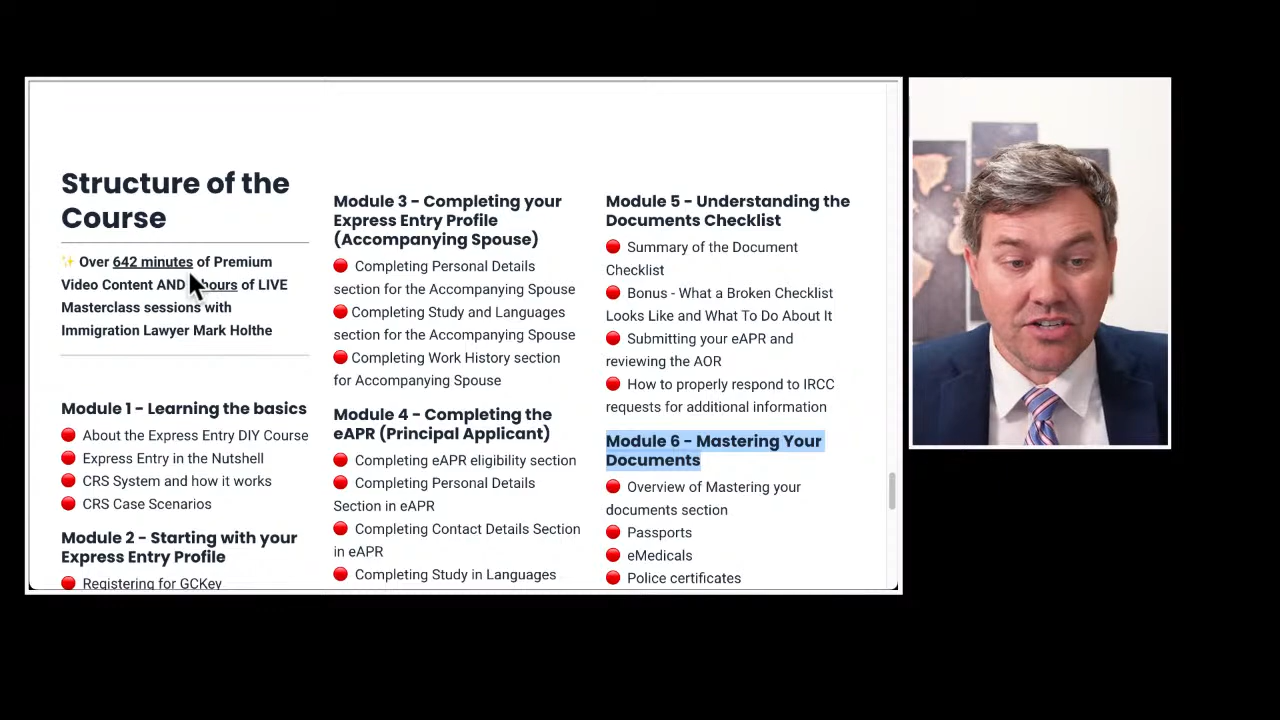 Structure of the
Course
✨ Over 642 minutes of Premium
Video Content AND hours of LIVE
Masterclass sessions with
Immigration Lawyer Mark Holthe
Module 1 - Learning the basics
🔴 About the Express Entry DIY Course
🔴 Express Entry in the Nutshell
🔴 CRS System and how it works
🔴 CRS Case Scenarios
Module 2 - Starting with your
Express Entry Profile
🔴 Registering for GCKey
Module 3 - Completing your
Express Entry Profile
(Accompanying Spouse)
🔴 Completing Personal Details
section for the Accompanying Spouse
🔴 Completing Study and Languages
section for the Accompanying Spouse
🔴 Completing Work History section
for Accompanying Spouse
Module 4 - Completing the
eAPR (Principal Applicant)
🔴 Completing eAPR eligibility section
🔴 Completing Personal Details
Section in eAPR
🔴 Completing Contact Details Section
in eAPR
🔴 Completing Study in Languages
Module 5 - Understanding the
Documents Checklist
🔴 Summary of the Document
Checklist
🔴 Bonus - What a Broken Checklist
Looks Like and What To Do About It
🔴 Submitting your eAPR and
reviewing the AOR
🔴 How to properly respond to IRCC
requests for additional information
Module 6 - Mastering Your
Documents
🔴 Overview of Mastering your
documents section
🔴 Passports
🔴 eMedicals
🔴 Police certificates